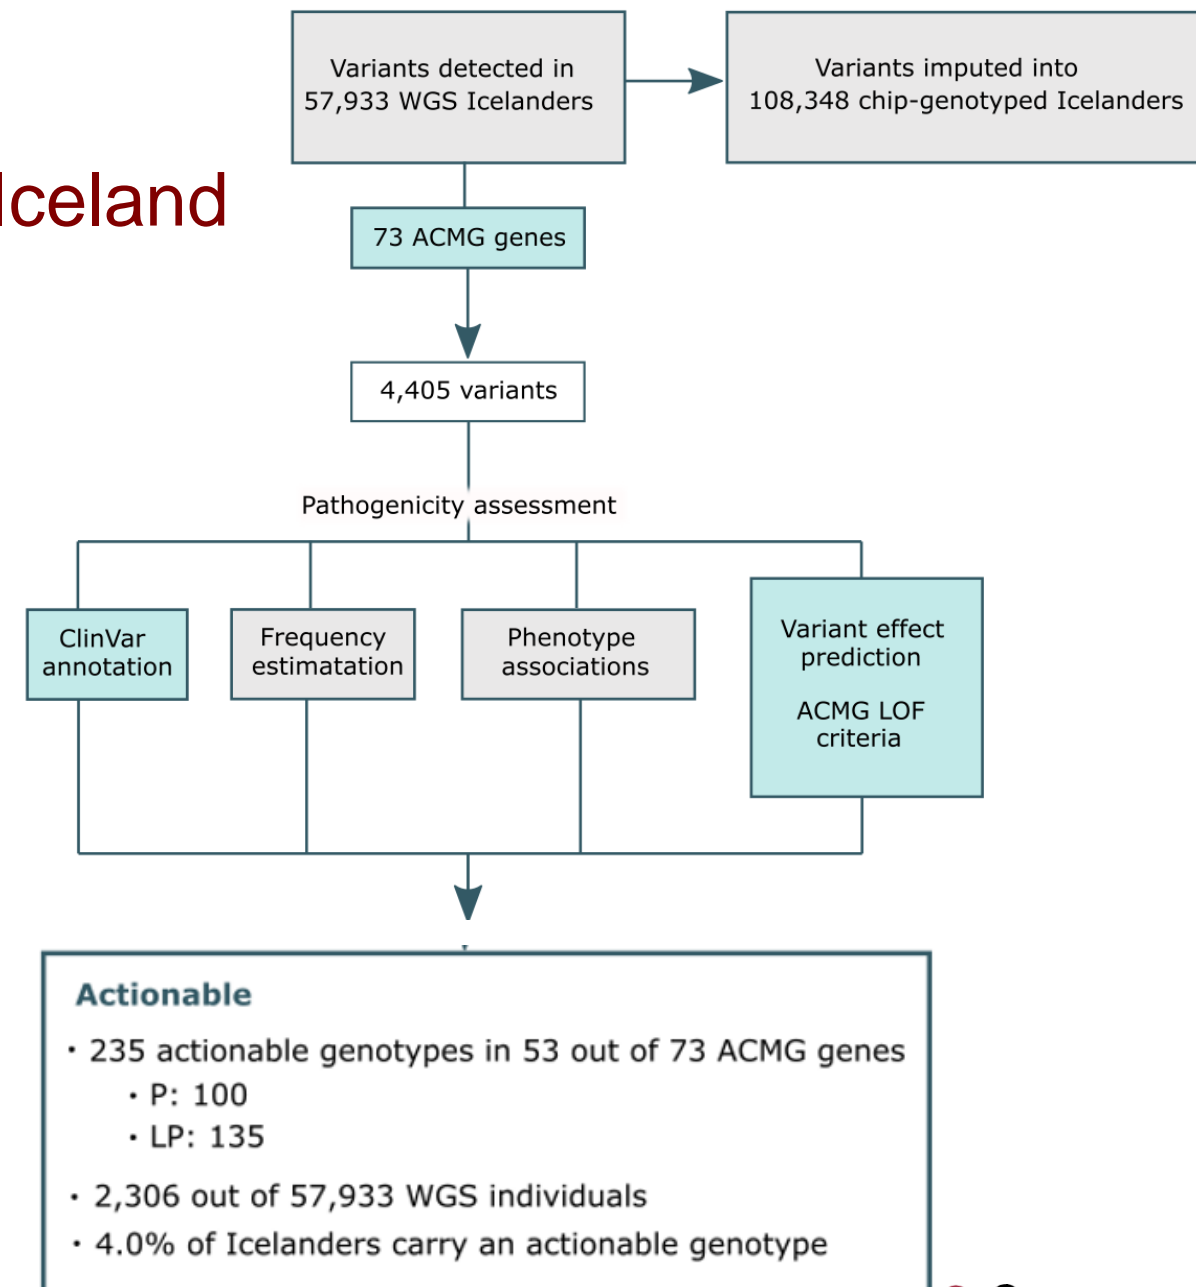 Variants detected in
57,933 WGS Icelanders
Variants imputed into
108,348 chip-genotyped Icelanders
Iceland
73 ACMG genes
4,405 variants
Pathogenicity assessment
ClinVar
annotation
Frequency
estimatation
Phenotype
associations
Variant effect
prediction
ACMG LOF
criteria
Actionable
· 235 actionable genotypes in 53 out of 73 ACMG genes
· P: 100
· LP: 135
· 2,306 out of 57,933 WGS individuals
· 4.0% of Icelanders carry an actionable genotype